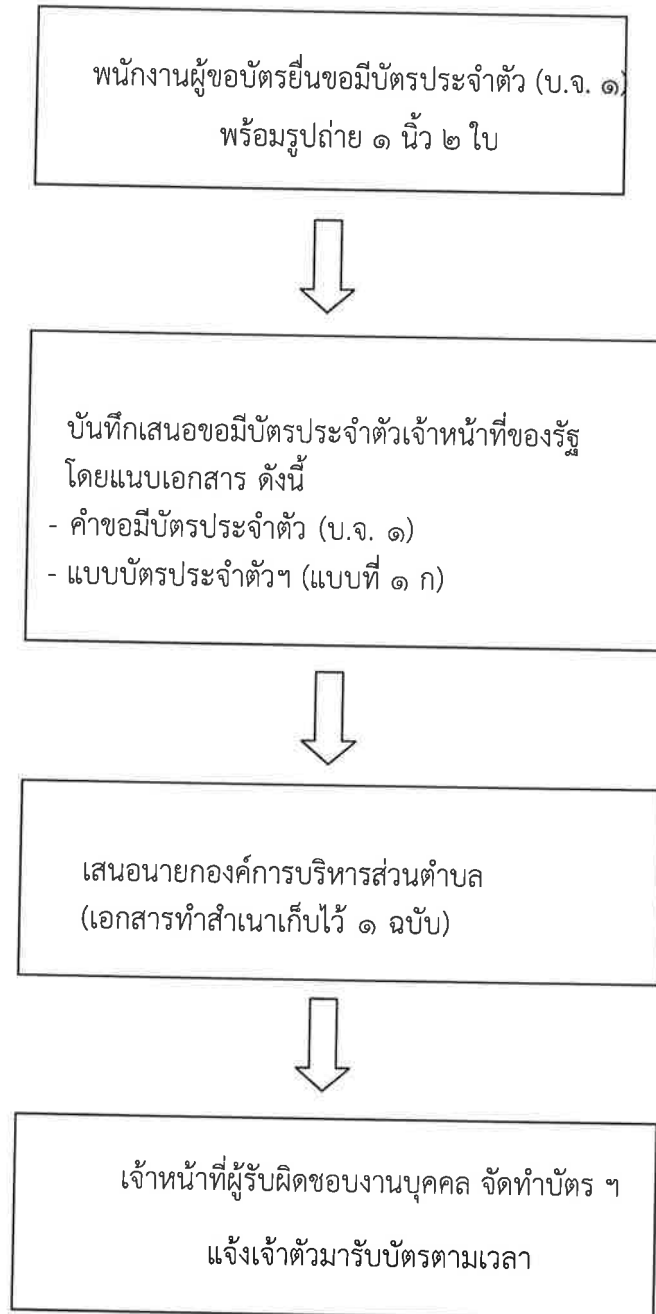 พนักงานผู้ขอบัตรยื่นขอมีบัตรประจำตัว (บ.จ. ๑)
พร้อมรูปถ่าย ๑ นิ้ว ๒ ใบ
บันทึกเสนอขอมีบัตรประจำตัวเจ้าหน้าที่ของรัฐ
โดยแนบเอกสาร ดังนี้
- คำขอมีบัตรประจำตัว (บ.จ. ๑)
- แบบบัตรประจำตัวฯ (แบบที่ ๑ ก)
เสนอนายกองค์การบริหารส่วนตำบล
(เอกสารทำสำเนาเก็บไว้ ๑ ฉบับ)
เจ้าหน้าที่ผู้รับผิดชอบงานบุคคล จัดทำบัตร ฯ
แจ้งเจ้าตัวมารับบัตรตามเวลา